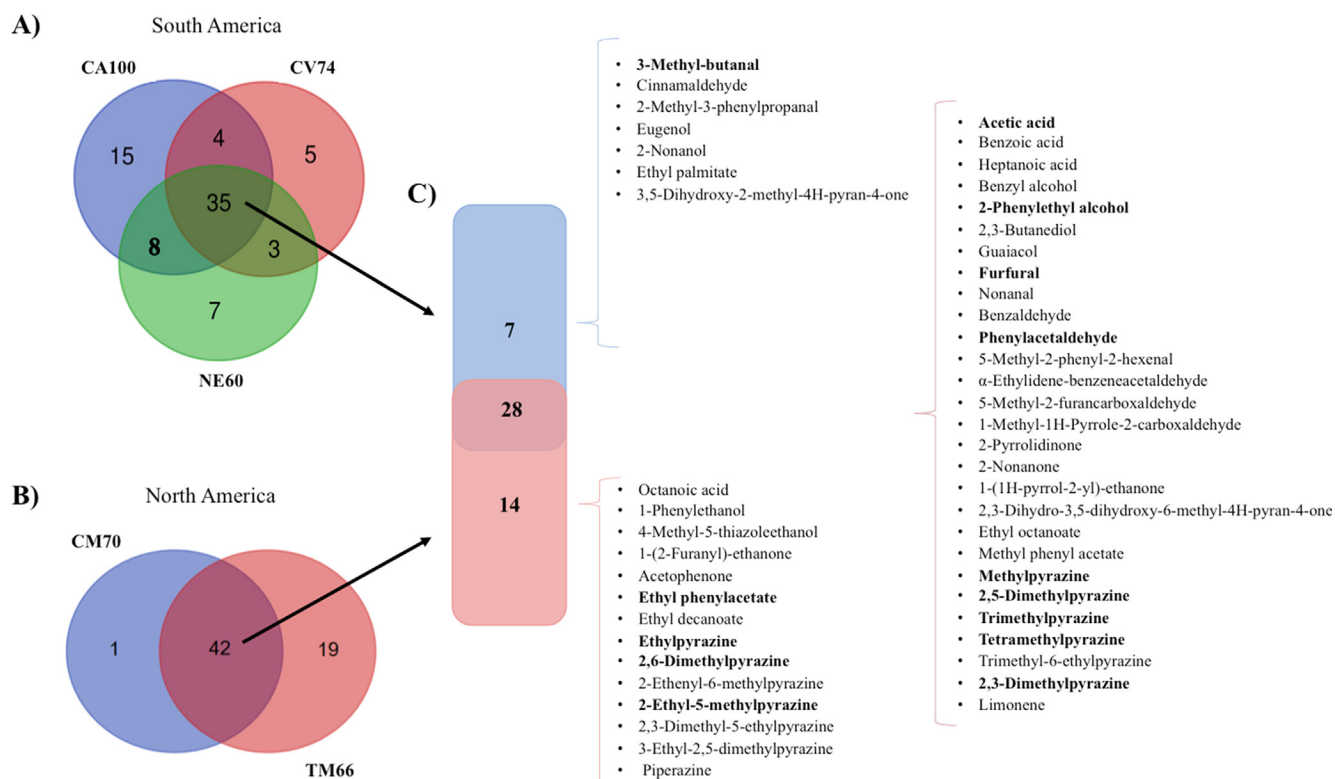 A)
South America
CA100
CV74
15
4
5
35
8
3
7
NE60
B)
North America
CM70
1
42
19
TM66
C)
7
28
14
• 3-Methyl-butanal
• Cinnamaldehyde
• 2-Methyl-3-phenylpropanal
• Eugenol
• 2-Nonanol
• Ethyl palmitate
• 3,5-Dihydroxy-2-methyl-4H-pyran-4-one
• Octanoic acid
• 1-Phenylethanol
• 4-Methyl-5-thiazoleethanol
• 1-(2-Furanyl)-ethanone
• Acetophenone
• Ethyl phenylacetate
• Ethyl decanoate
• Ethylpyrazine
• 2,6-Dimethylpyrazine
• 2-Ethenyl-6-methylpyrazine
• 2-Ethyl-5-methylpyrazine
• 2,3-Dimethyl-5-ethylpyrazine
• 3-Ethyl-2,5-dimethylpyrazine
• Piperazine
• Acetic acid
• Benzoic acid
• Heptanoic acid
• Benzyl alcohol
• 2-Phenylethyl alcohol
• 2,3-Butanediol
• Guaiacol
• Furfural
• Nonanal
• Benzaldehyde
• Phenylacetaldehyde
• 5-Methyl-2-phenyl-2-hexenal
• α-Ethylidene-benzeneacetaldehyde
• 5-Methyl-2-furancarboxaldehyde
• 1-Methyl-1H-Pyrrole-2-carboxaldehyde
• 2-Pyrrolidinone
• 2-Nonanone
• 1-(1H-pyrrol-2-yl)-ethanone
• 2,3-Dihydro-3,5-dihydroxy-6-methyl-4H-pyran-4-one
• Ethyl octanoate
• Methyl phenyl acetate
• Methylpyrazine
• 2,5-Dimethylpyrazine
• Trimethylpyrazine
• Tetramethylpyrazine
• Trimethyl-6-ethylpyrazine
• 2,3-Dimethylpyrazine
• Limonene